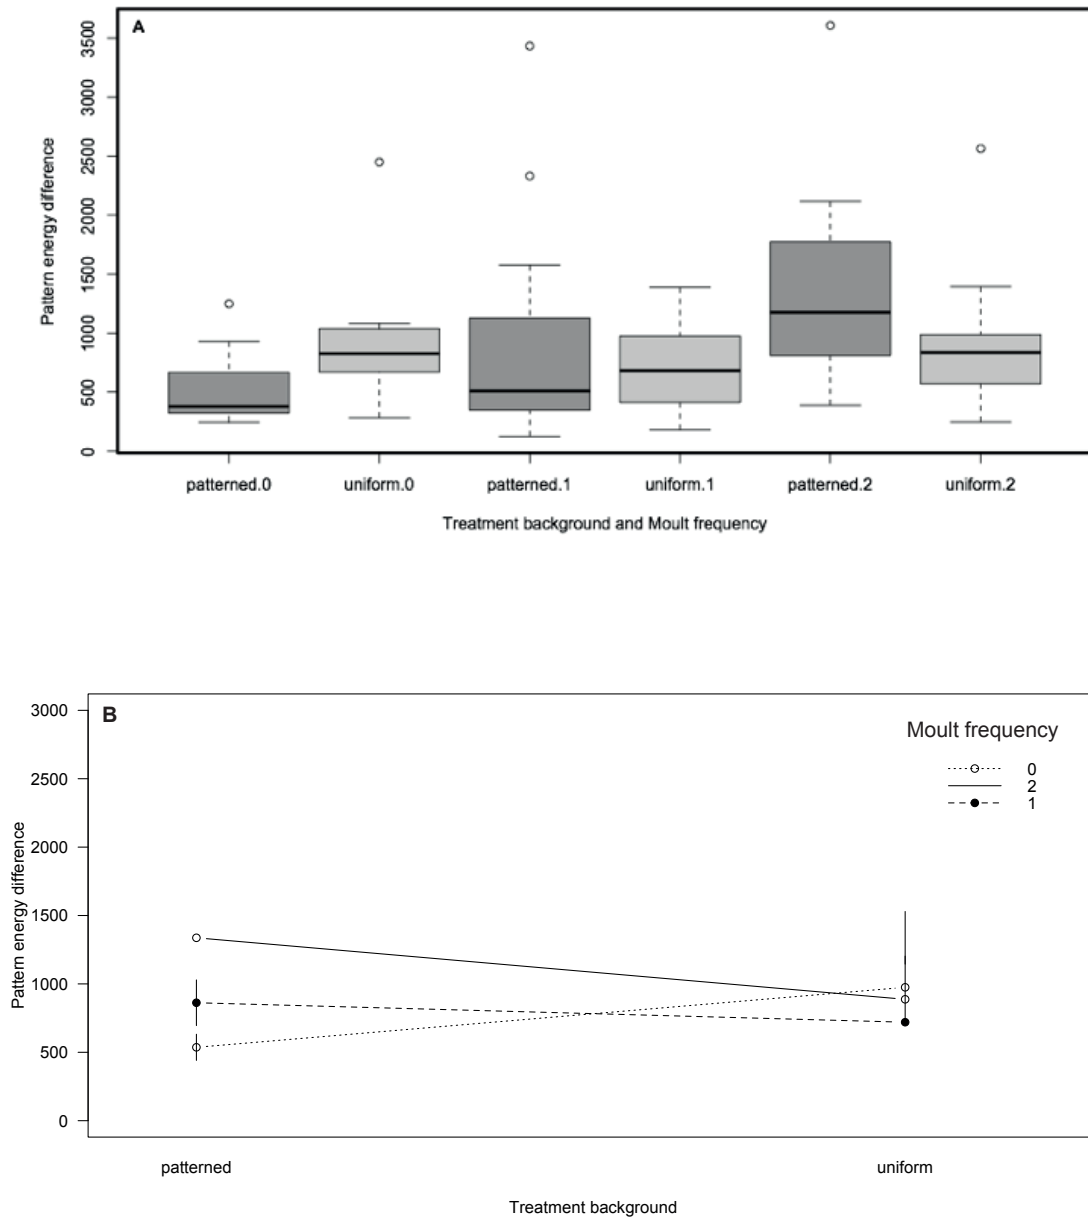 A
3500
3000
2500
2000
1500
1000
500
0
Pattern energy difference
patterned.0 uniform.0 patterned.1 uniform.1 patterned.2 uniform.2
Treatment background and Moult frequency
B
3000
2500
2000
1500
1000
500
0
Pattern energy difference
Moult frequency
0
2
1
patterned uniform
Treatment background